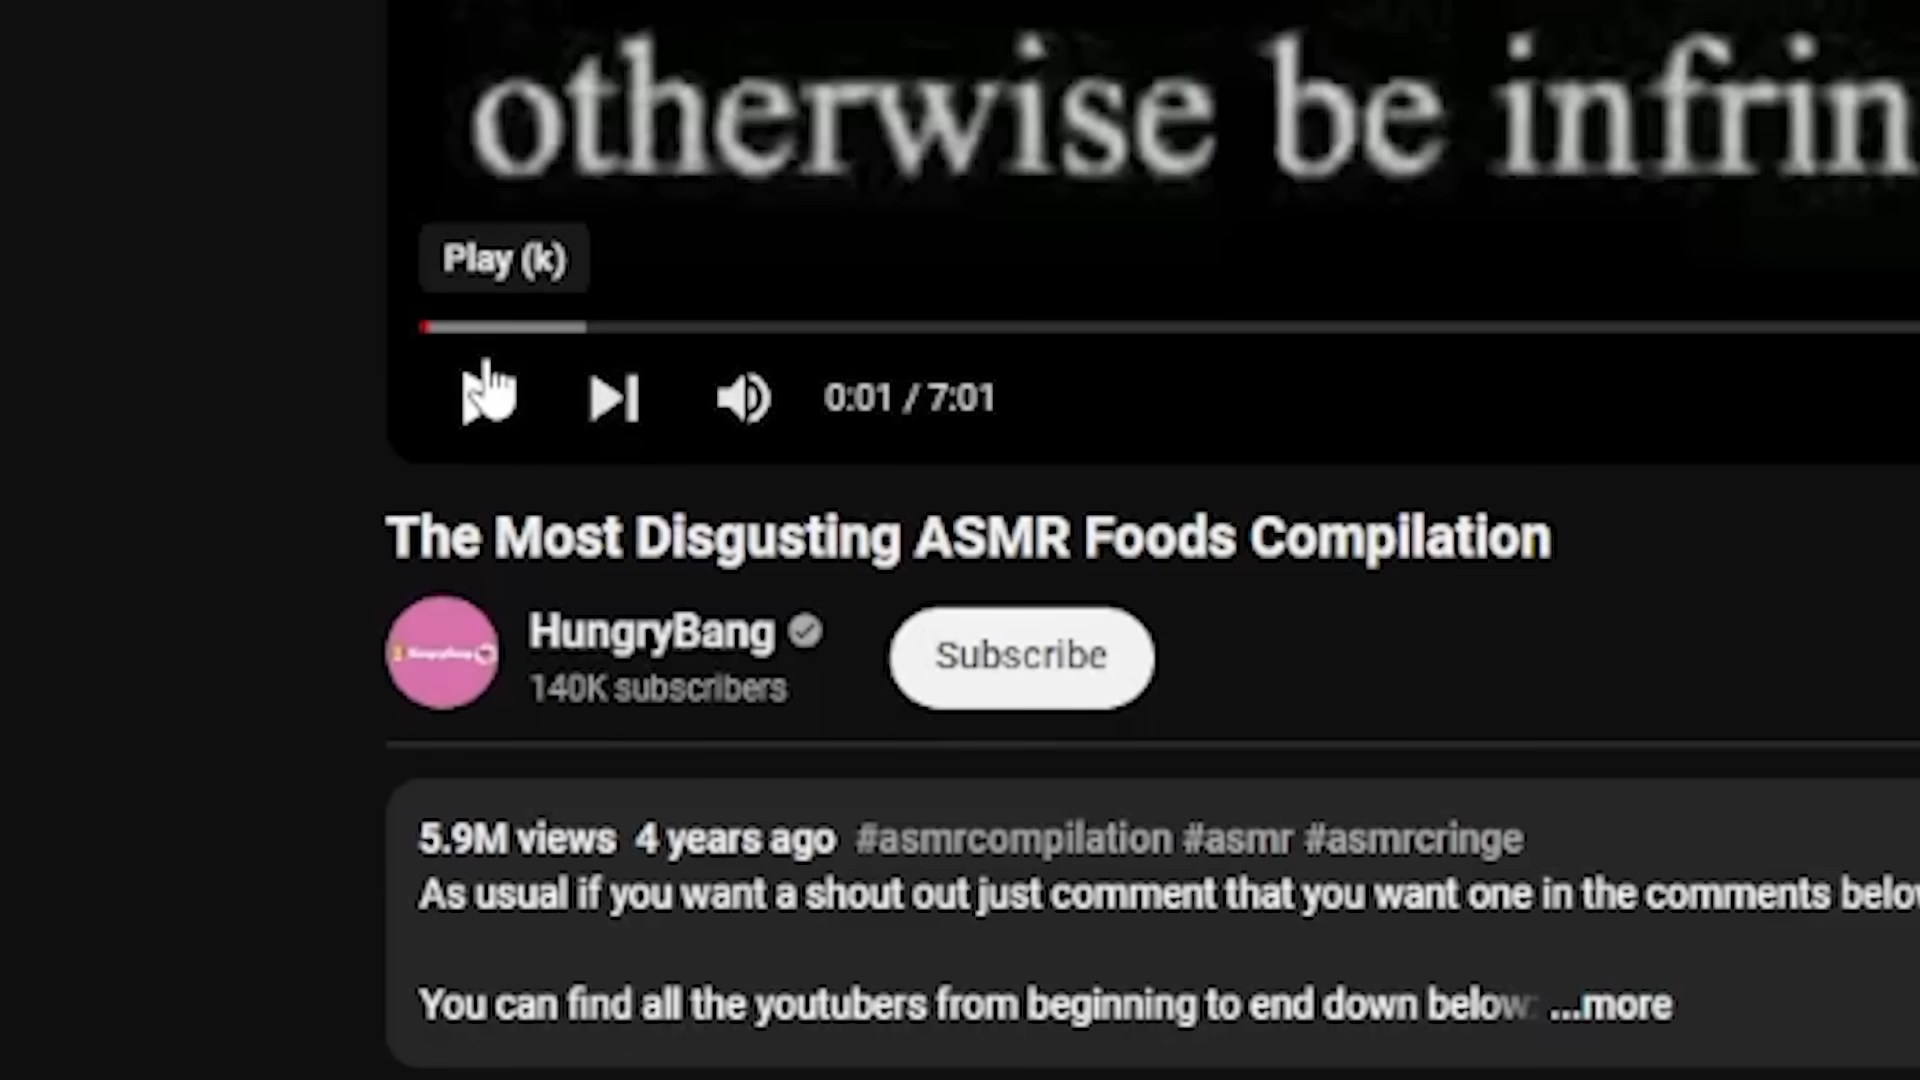 otherwise be infrin
Play (k)
0:01 / 7:01
The Most Disgusting ASMR Foods Compilation
HungryBang
140K subscribers
Subscribe
5.9M views 4 years ago #asmrcompilation #asmr #asmrcringe
As usual if you want a shout out just comment that you want one in the comments below
You can find all the youtubers from beginning to end down below: ...more